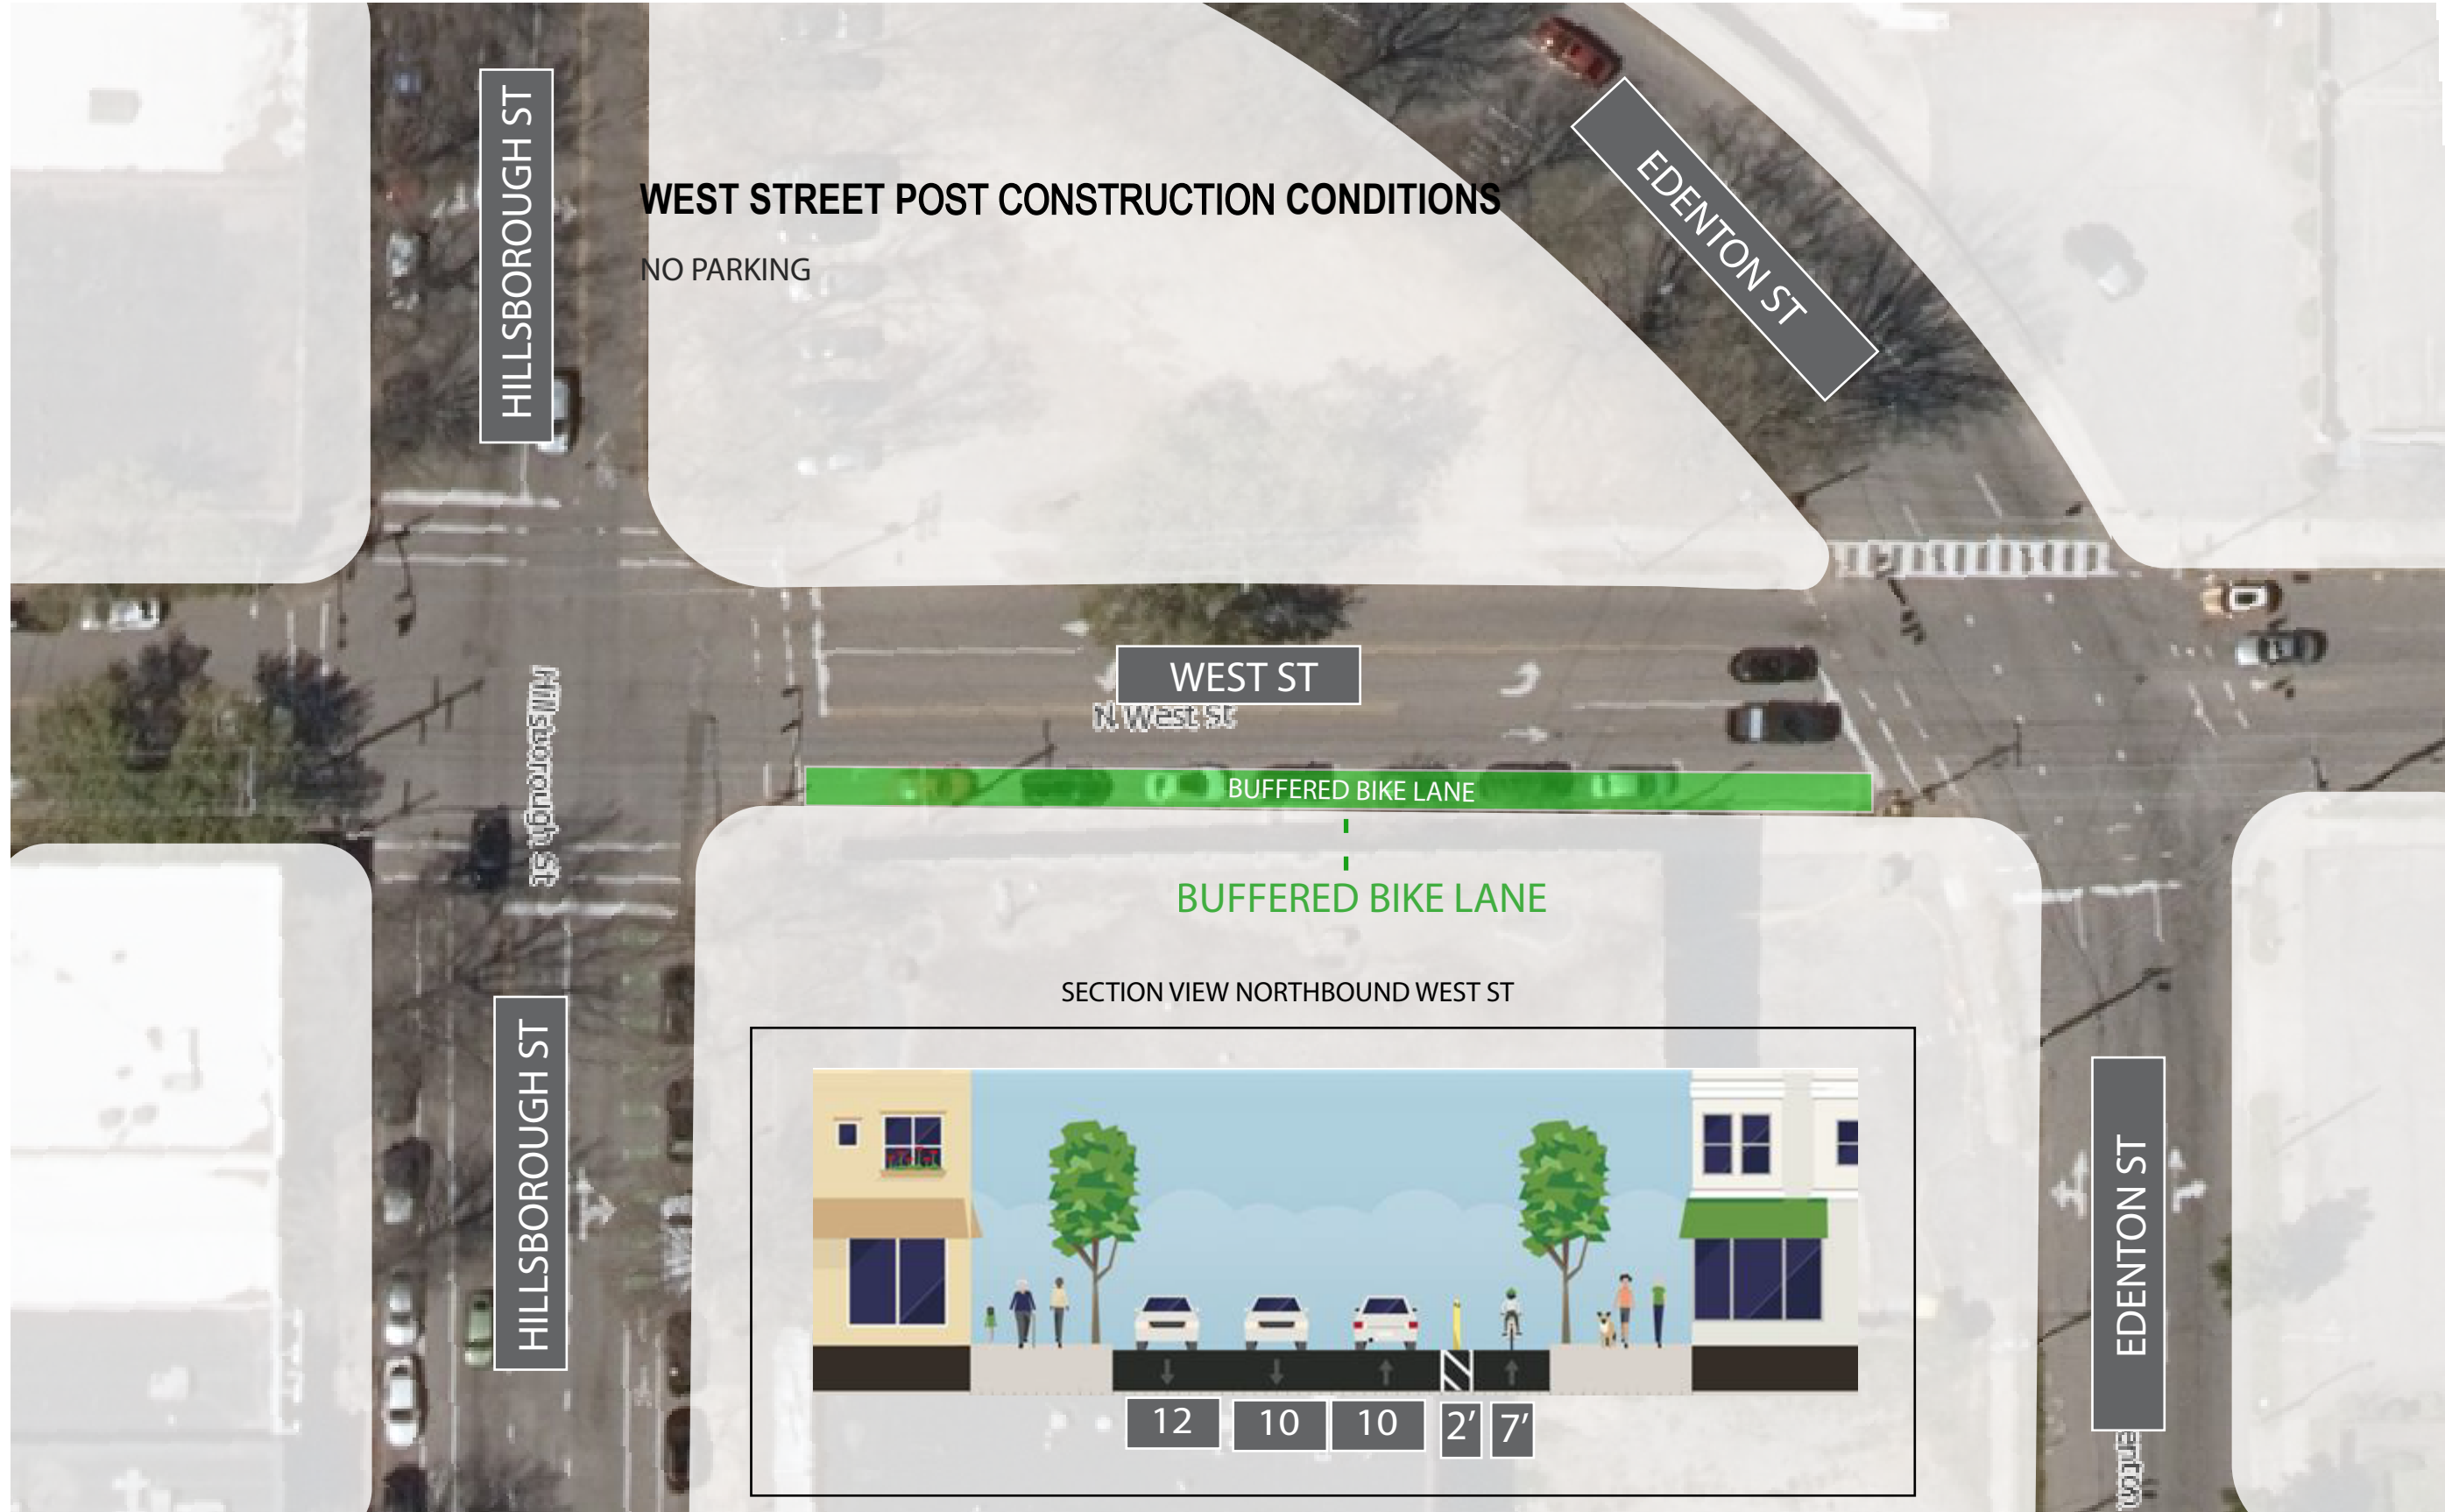 HILLSBOROUGH ST
EDENTON ST
WEST STREET POST CONSTRUCTION CONDITIONS
NO PARKING
WEST ST
N West St
Hillsborough St
BUFFERED BIKE LANE
BUFFERED BIKE LANE
SECTION VIEW NORTHBOUND WEST ST
HILLSBOROUGH ST
EDENTON ST
12
10
10
2’
7’